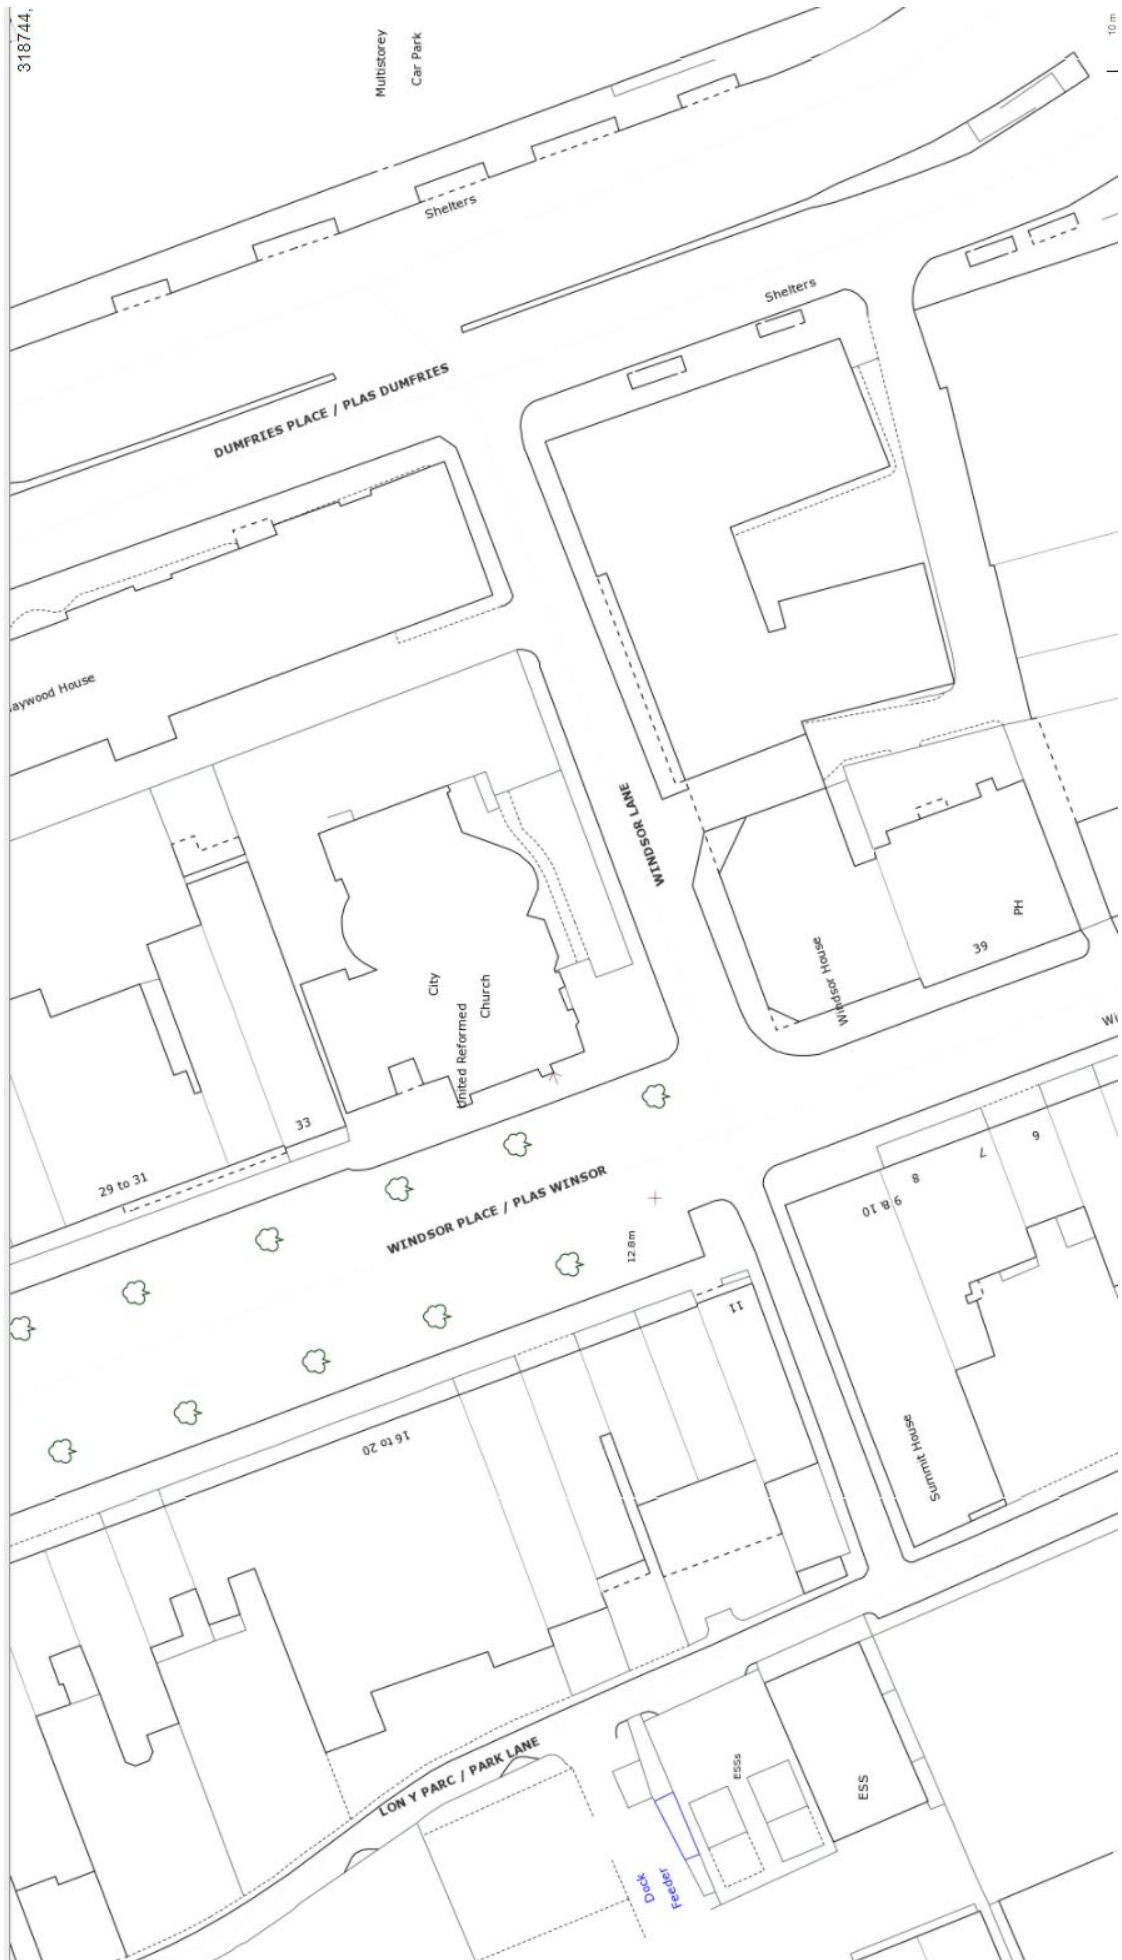 318744,
Multistorey
Car Park
10 m
Shelters
Shelters
DUMFRIES PLACE / PLAS DUMFRIES
aywood House
WINDSOR LANE
PH
39
Windsor House
City
United Reformed
Church
Wi
33
29 to 31
WINDSOR PLACE / PLAS WINSOR
12.8m
6
7
8
9 & 10
11
16 to 20
Summit House
LON Y PARC / PARK LANE
ESSs
ESS
Dock
Feeder